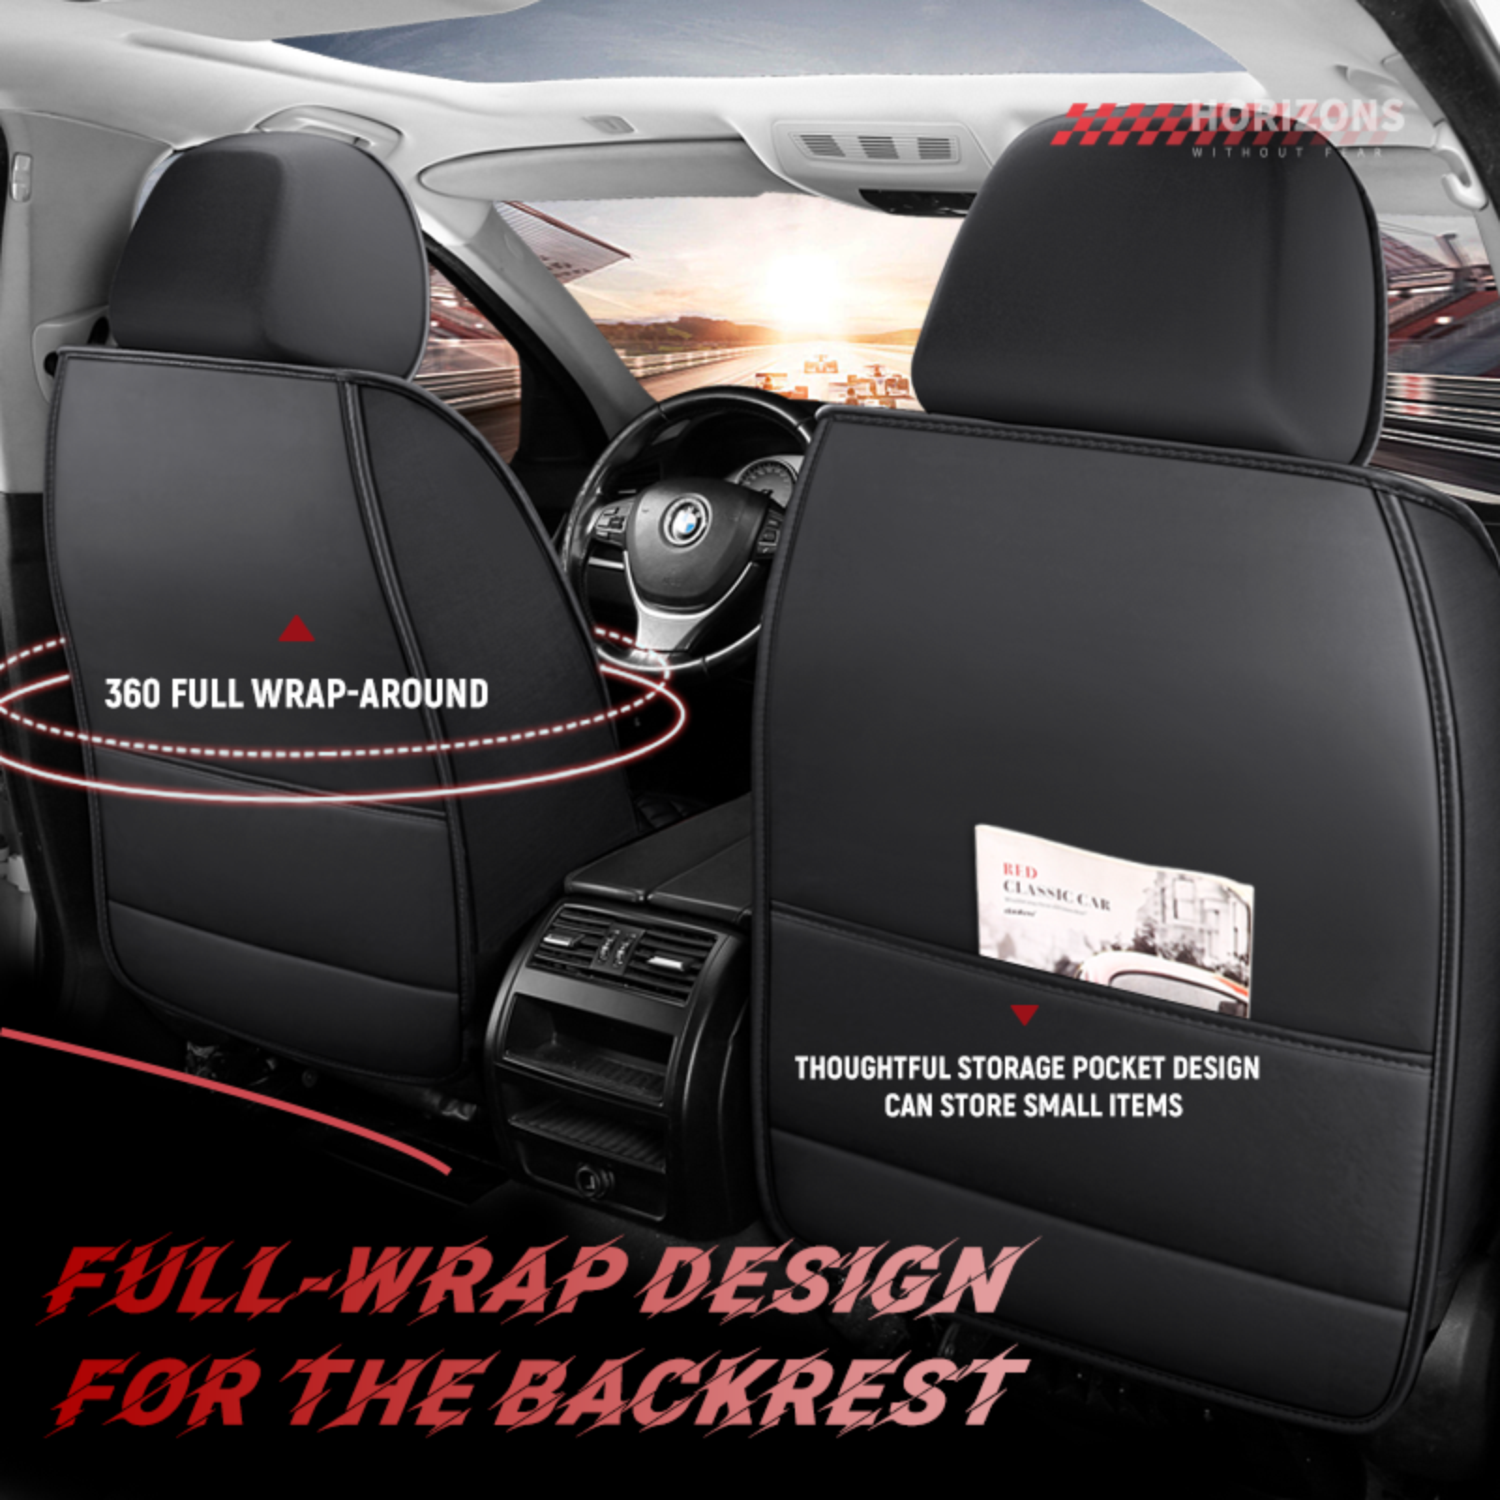 HORIZONS
WITHOUT FEAR
360 FULL WRAP-AROUND
RED
CLASSIC CAR
THOUGHTFUL STORAGE POCKET DESIGN
CAN STORE SMALL ITEMS
FULL-WRAP DESIGN
FOR THE BACKREST